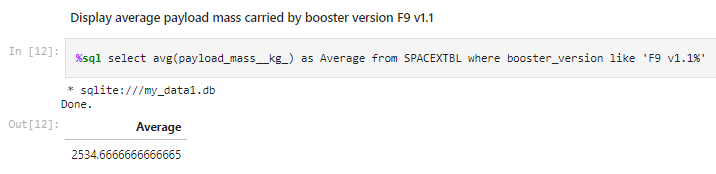 Display average payload mass carried by booster version F9 v1.1
In [12]: %sql select avg(payload_mass__kg_) as Average from SPACEXTBL where booster_version like 'F9 v1.1%'
* sqlite:///my_data1.db
Done.
Out[12]: Average
2534.6666666666665